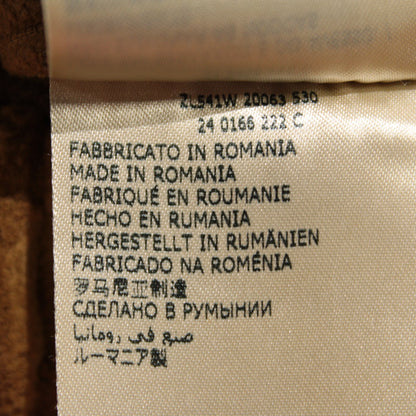 ZL541W 20063 530
24 0166 222 C
FABBRICATO IN ROMANIA
MADE IN ROMANIA
FABRIQUÉ EN ROUMANIE
HECHO EN RUMANIA
HERGESTELLT IN RUMÄNIEN
FABRICADO NA ROMÉNIA
罗马尼亚制造
СДЕЛАНО В РУМЫНИИ
صنع في رومانيا
ルーマニア製